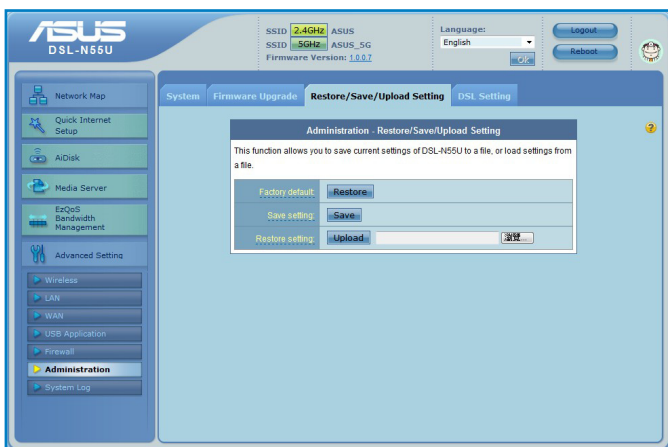 ASUS
DSL-N55U
SSID 2.4GHz ASUS
SSID 5GHz ASUS_5G
Firmware Version: 1.0.0.7
Language:
English
OK
Logout
Reboot
Network Map
Quick Internet
Setup
AiDisk
Media Server
EzQoS
Bandwidth
Management
Advanced Setting
Wireless
LAN
WAN
USB Application
Firewall
Administration
System Log
System Firmware Upgrade Restore/Save/Upload Setting DSL Setting
Administration - Restore/Save/Upload Setting
This function allows you to save current settings of DSL-N55U to a file, or load settings from
a file.
Factory default: Restore
Save setting: Save
Restore setting: Upload 瀏覽...